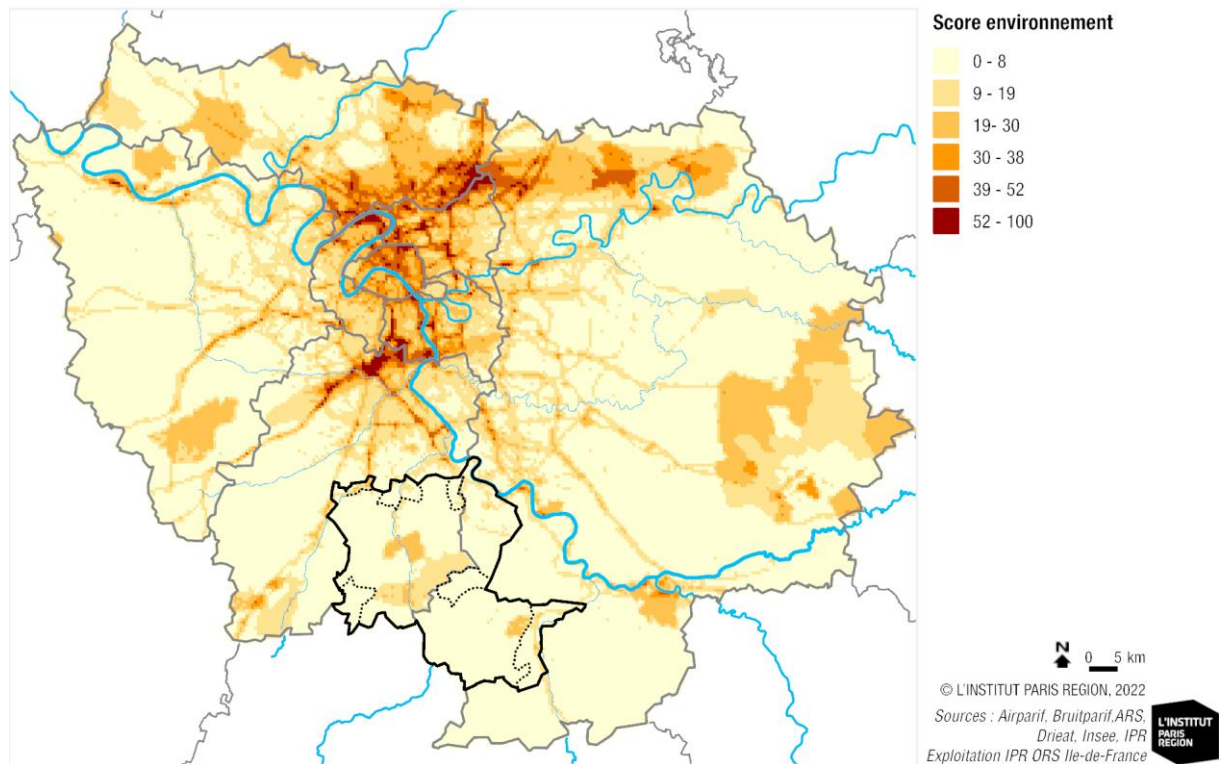 Score environnement
0 - 8
9 - 19
19- 30
30 - 38
39 - 52
52 - 100
N
0 5 km
© L'INSTITUT PARIS REGION, 2022
Sources : Airparif, Bruitparif,ARS,
Drieat, Insee, IPR
Exploitation IPR ORS Ile-de-France
L'INSTITUT
PARIS
REGION